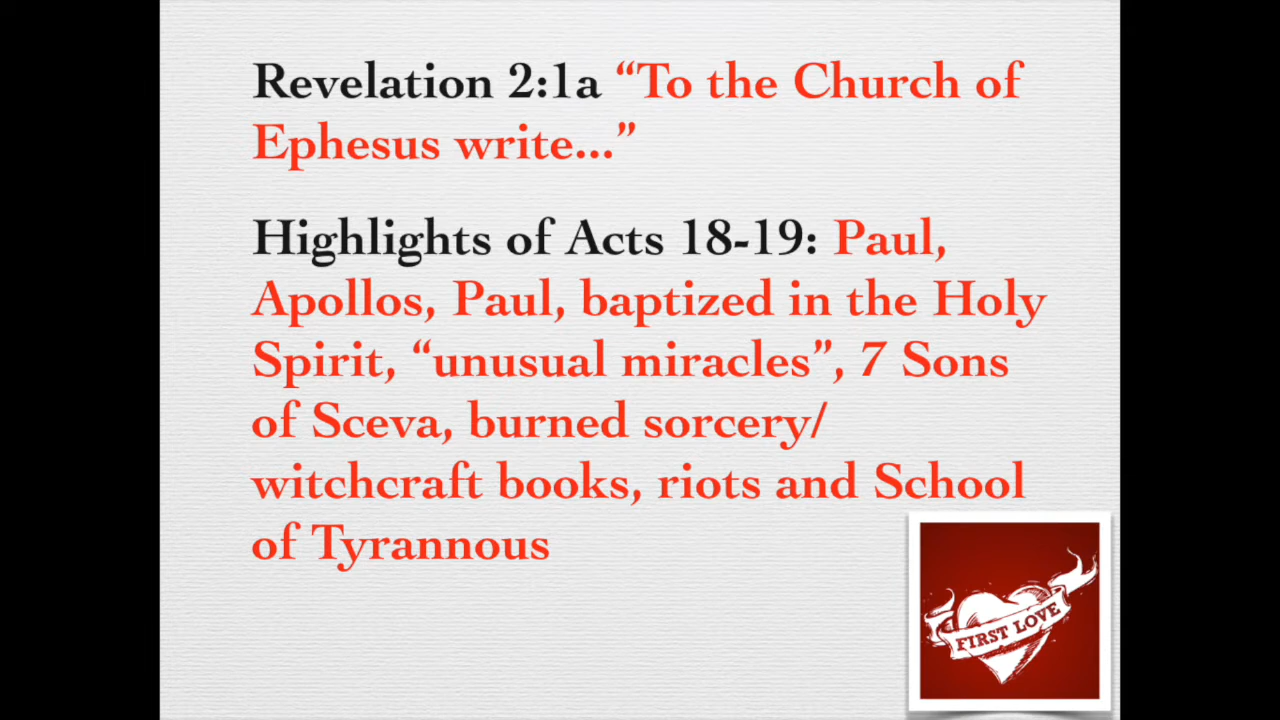 Revelation 2:1a “To the Church of
Ephesus write...”
Highlights of Acts 18-19: Paul,
Apollos, Paul, baptized in the Holy
Spirit, “unusual miracles”, 7 Sons
of Sceva, burned sorcery/
witchcraft books, riots and School
of Tyrannous
FIRST LOVE